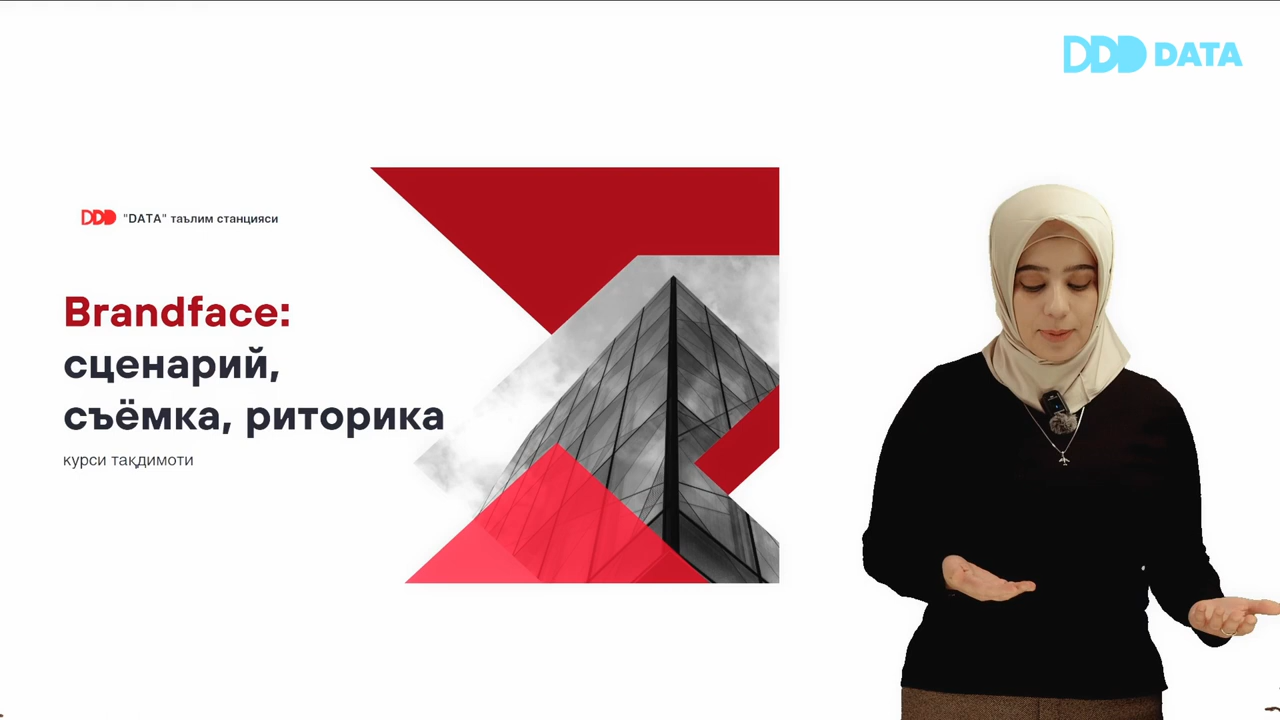 DDD DATA
DDD "DATA" таълим станцияси
Brandface:
сценарий,
съёмка, риторика
курси тақдимоти